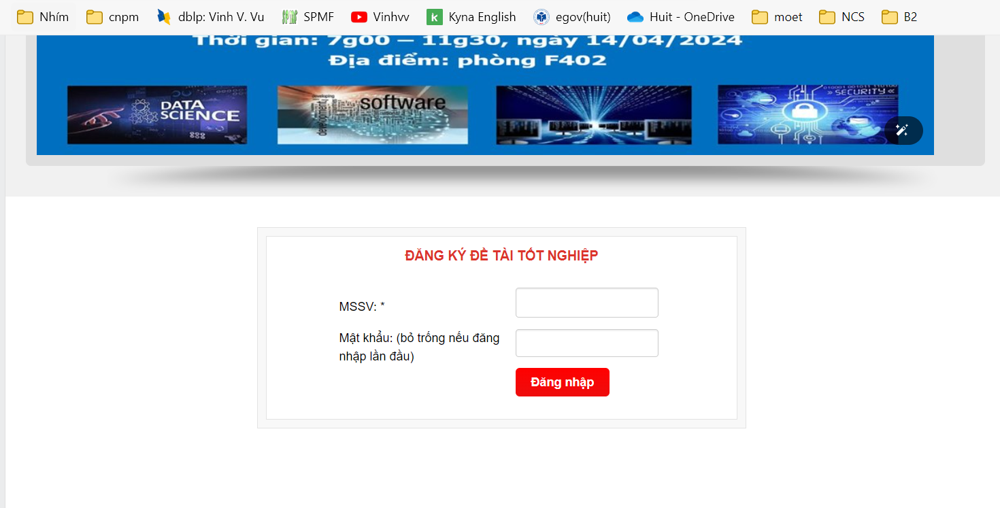 Nhím cnpm dblp: Vinh V. Vu SPMF Vinhvv k Kyna English egov(huit) Huit - OneDrive moet NCS B2
Thời gian: 7g00 – 11g30, ngày 14/04/2024
Địa điểm: phòng F402
DATA
SCIENCE
developing
software
development
» SECURITY «
ĐĂNG KÝ ĐỀ TÀI TỐT NGHIỆP
MSSV: *
Mật khẩu: (bỏ trống nếu đăng
nhập lần đầu)
Đăng nhập